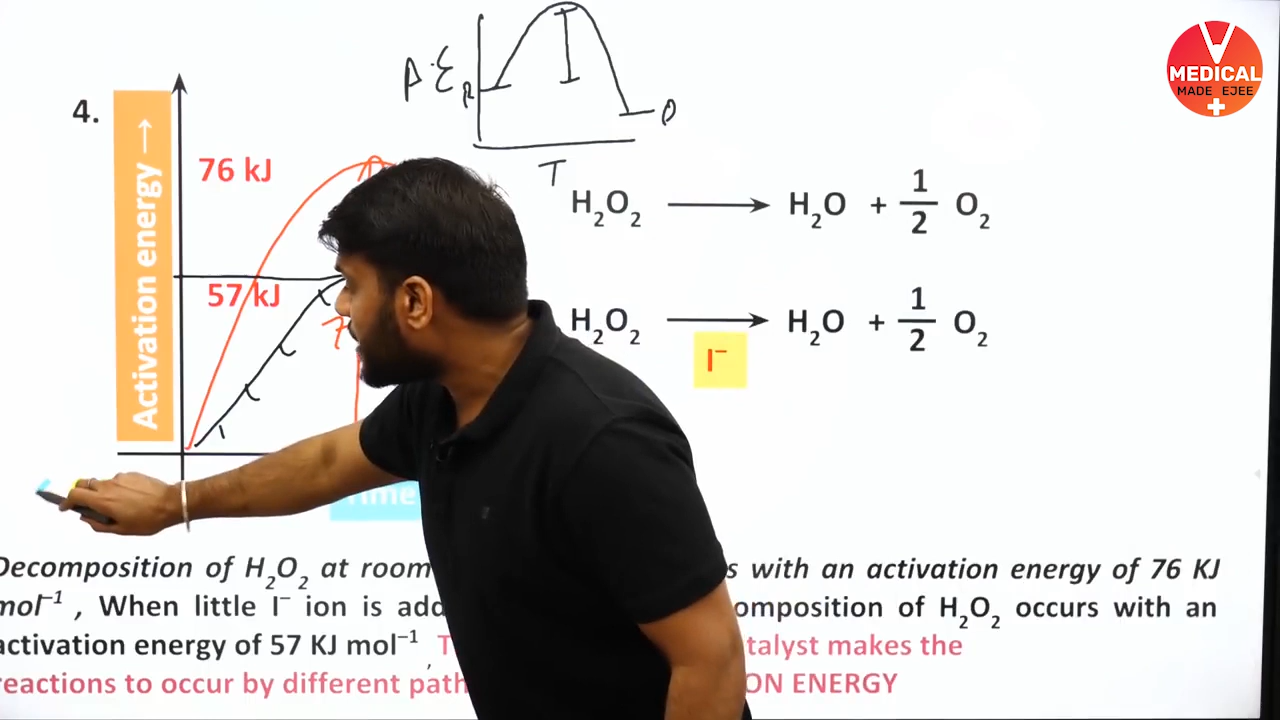 MEDICAL
MADE EJEE
4.
Activation energy →
P.E
R
P
T
76 kJ
57 kJ
7
H₂O₂ → H₂O + 1/2 O₂
H₂O₂ → H₂O + 1/2 O₂
I⁻
Time
Decomposition of H₂O₂ at room s with an activation energy of 76 KJ
mol⁻¹ , When little I⁻ ion is add omposition of H₂O₂ occurs with an
activation energy of 57 KJ mol⁻¹, T talyst makes the
reactions to occur by different path ON ENERGY